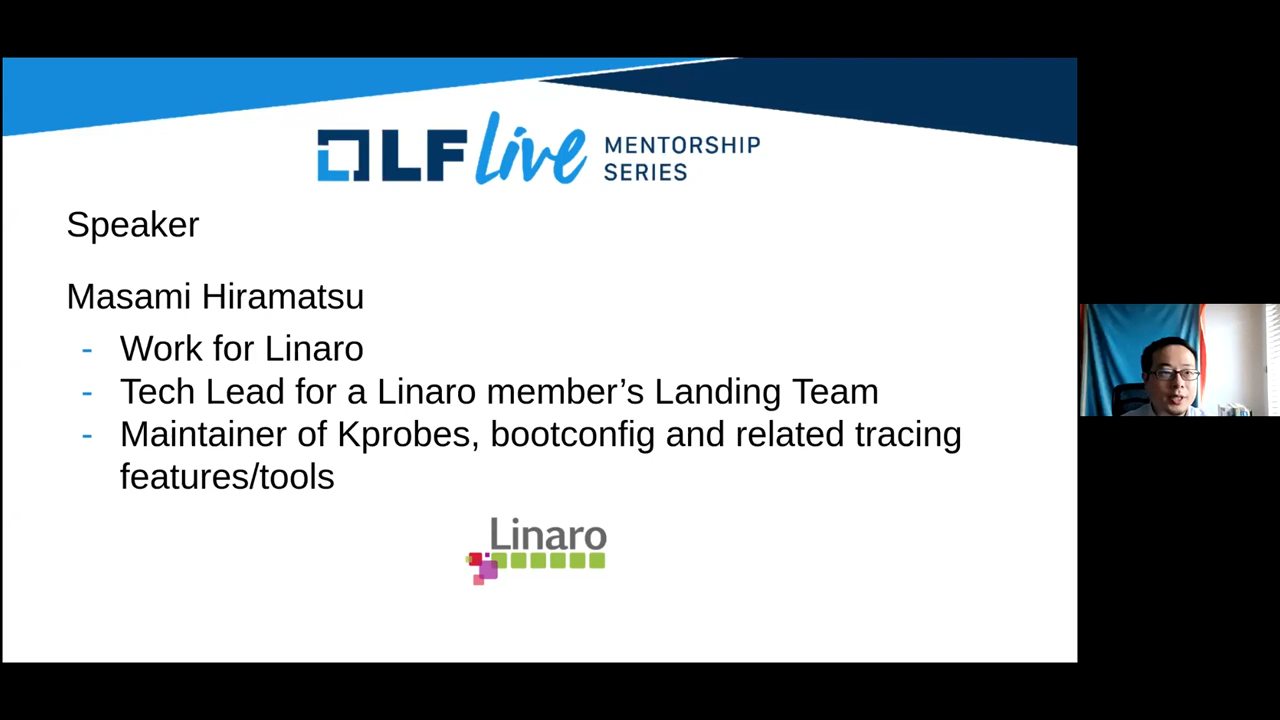 LF Live MENTORSHIP
SERIES
Speaker
Masami Hiramatsu
- Work for Linaro
- Tech Lead for a Linaro member’s Landing Team
- Maintainer of Kprobes, bootconfig and related tracing
features/tools
Linaro